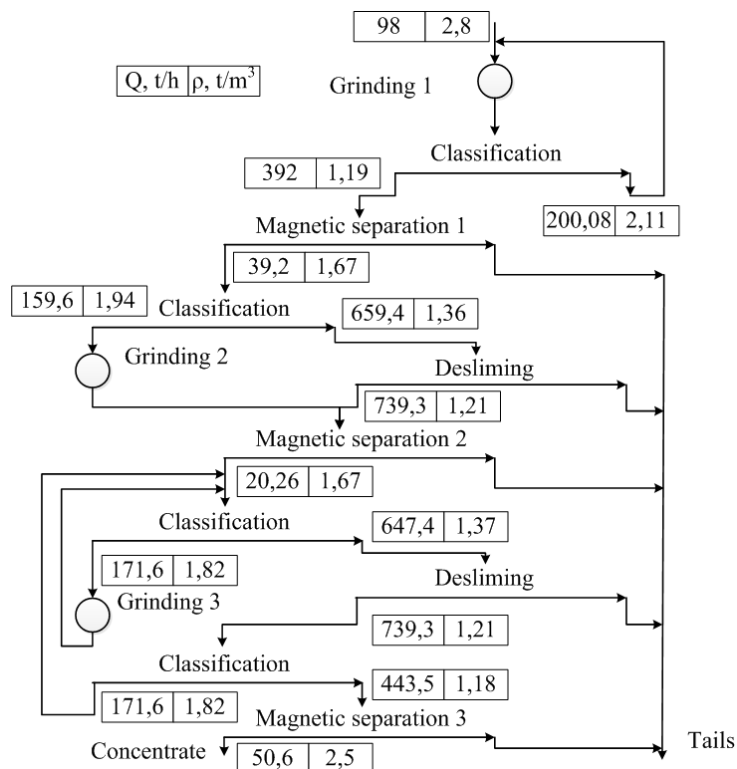 98 2,8
Q, t/h ρ, t/m³
Grinding 1
Classification
392 1,19
200,08 2,11
Magnetic separation 1
39,2 1,67
159,6 1,94
Classification
659,4 1,36
Grinding 2
Desliming
739,3 1,21
Magnetic separation 2
20,26 1,67
Classification
647,4 1,37
171,6 1,82
Desliming
Grinding 3
739,3 1,21
Classification
443,5 1,18
171,6 1,82
Magnetic separation 3
Tails
Concentrate
50,6 2,5